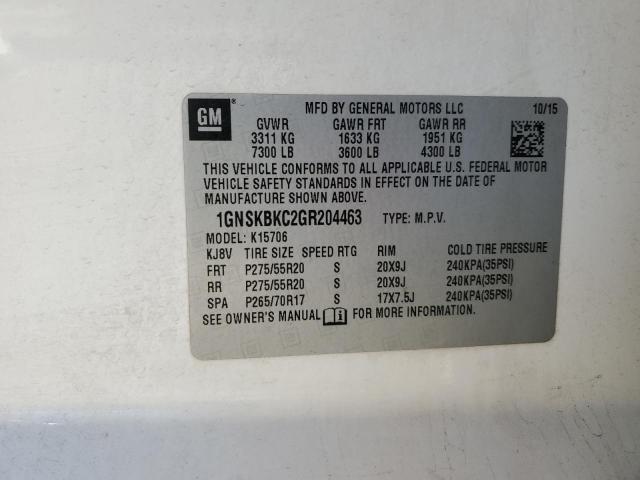 GM
®
MFD BY GENERAL MOTORS LLC 10/15
GVWR GAWR FRT GAWR RR
3311 KG 1633 KG 1951 KG
7300 LB 3600 LB 4300 LB
THIS VEHICLE CONFORMS TO ALL APPLICABLE U.S. FEDERAL MOTOR
VEHICLE SAFETY STANDARDS IN EFFECT ON THE DATE OF
MANUFACTURE SHOWN ABOVE.
1GNSKBKC2GR204463 TYPE: M.P.V.
MODEL: K15706
KJ8V TIRE SIZE SPEED RTG RIM COLD TIRE PRESSURE
FRT P275/55R20 S 20X9J 240KPA(35PSI)
RR P275/55R20 S 20X9J 240KPA(35PSI)
SPA P265/70R17 S 17X7.5J 240KPA(35PSI)
SEE OWNER'S MANUAL i FOR MORE INFORMATION.